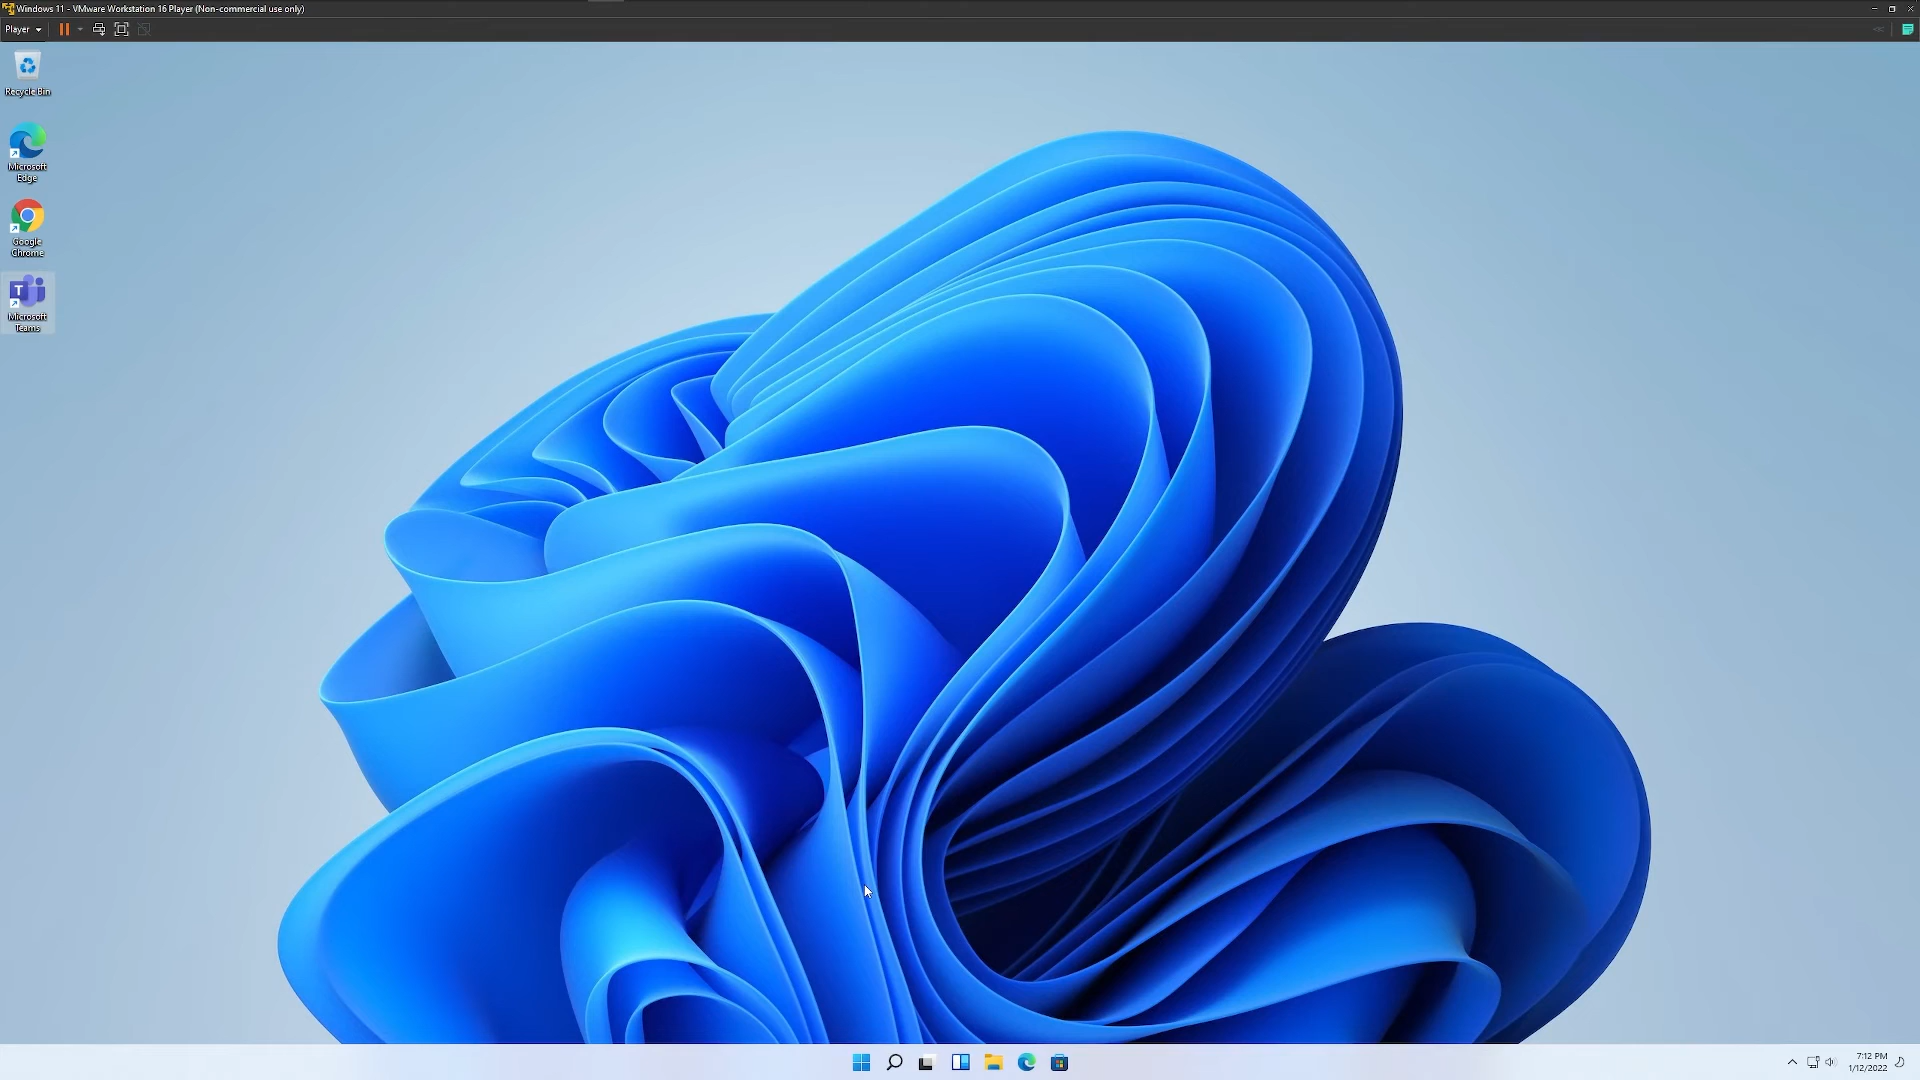 Windows 11 - VMware Workstation 16 Player (Non-commercial use only)
Player
Recycle Bin
Microsoft
Edge
Google
Chrome
T
Microsoft
Teams
7:12 PM
1/12/2022